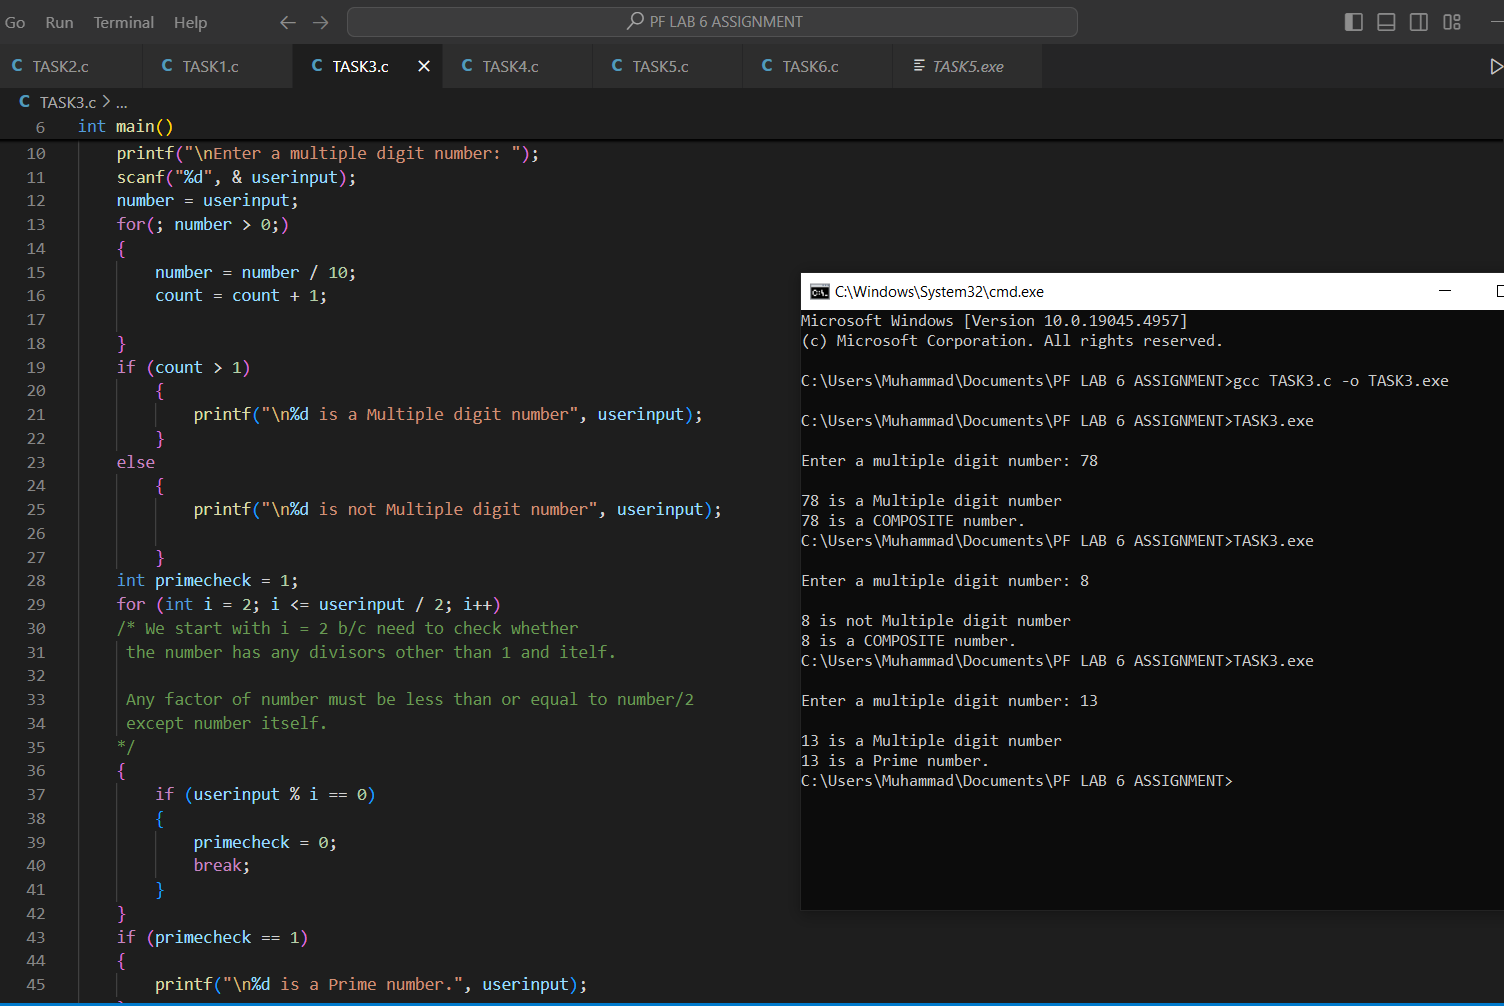 Go Run Terminal Help
PF LAB 6 ASSIGNMENT
C TASK2.c C TASK1.c C TASK3.c C TASK4.c C TASK5.c C TASK6.c TASK5.exe
C TASK3.c > ...
6 int main()
10 printf("\nEnter a multiple digit number: ");
11 scanf("%d", & userinput);
12 number = userinput;
13 for(; number > 0;)
14 {
15 number = number / 10;
16 count = count + 1;
17
18 }
19 if (count > 1)
20 {
21 printf("\n%d is a Multiple digit number", userinput);
22 }
23 else
24 {
25 printf("\n%d is not Multiple digit number", userinput);
26
27 }
28 int primecheck = 1;
29 for (int i = 2; i <= userinput / 2; i++)
30 /* We start with i = 2 b/c need to check whether
31 the number has any divisors other than 1 and itelf.
32
33 Any factor of number must be less than or equal to number/2
34 except number itself.
35 */
36 {
37 if (userinput % i == 0)
38 {
39 primecheck = 0;
40 break;
41 }
42 }
43 if (primecheck == 1)
44 {
45 printf("\n%d is a Prime number.", userinput);
C:\Windows\System32\cmd.exe
Microsoft Windows [Version 10.0.19045.4957]
(c) Microsoft Corporation. All rights reserved.
C:\Users\Muhammad\Documents\PF LAB 6 ASSIGNMENT>gcc TASK3.c -o TASK3.exe
C:\Users\Muhammad\Documents\PF LAB 6 ASSIGNMENT>TASK3.exe
Enter a multiple digit number: 78
78 is a Multiple digit number
78 is a COMPOSITE number.
C:\Users\Muhammad\Documents\PF LAB 6 ASSIGNMENT>TASK3.exe
Enter a multiple digit number: 8
8 is not Multiple digit number
8 is a COMPOSITE number.
C:\Users\Muhammad\Documents\PF LAB 6 ASSIGNMENT>TASK3.exe
Enter a multiple digit number: 13
13 is a Multiple digit number
13 is a Prime number.
C:\Users\Muhammad\Documents\PF LAB 6 ASSIGNMENT>